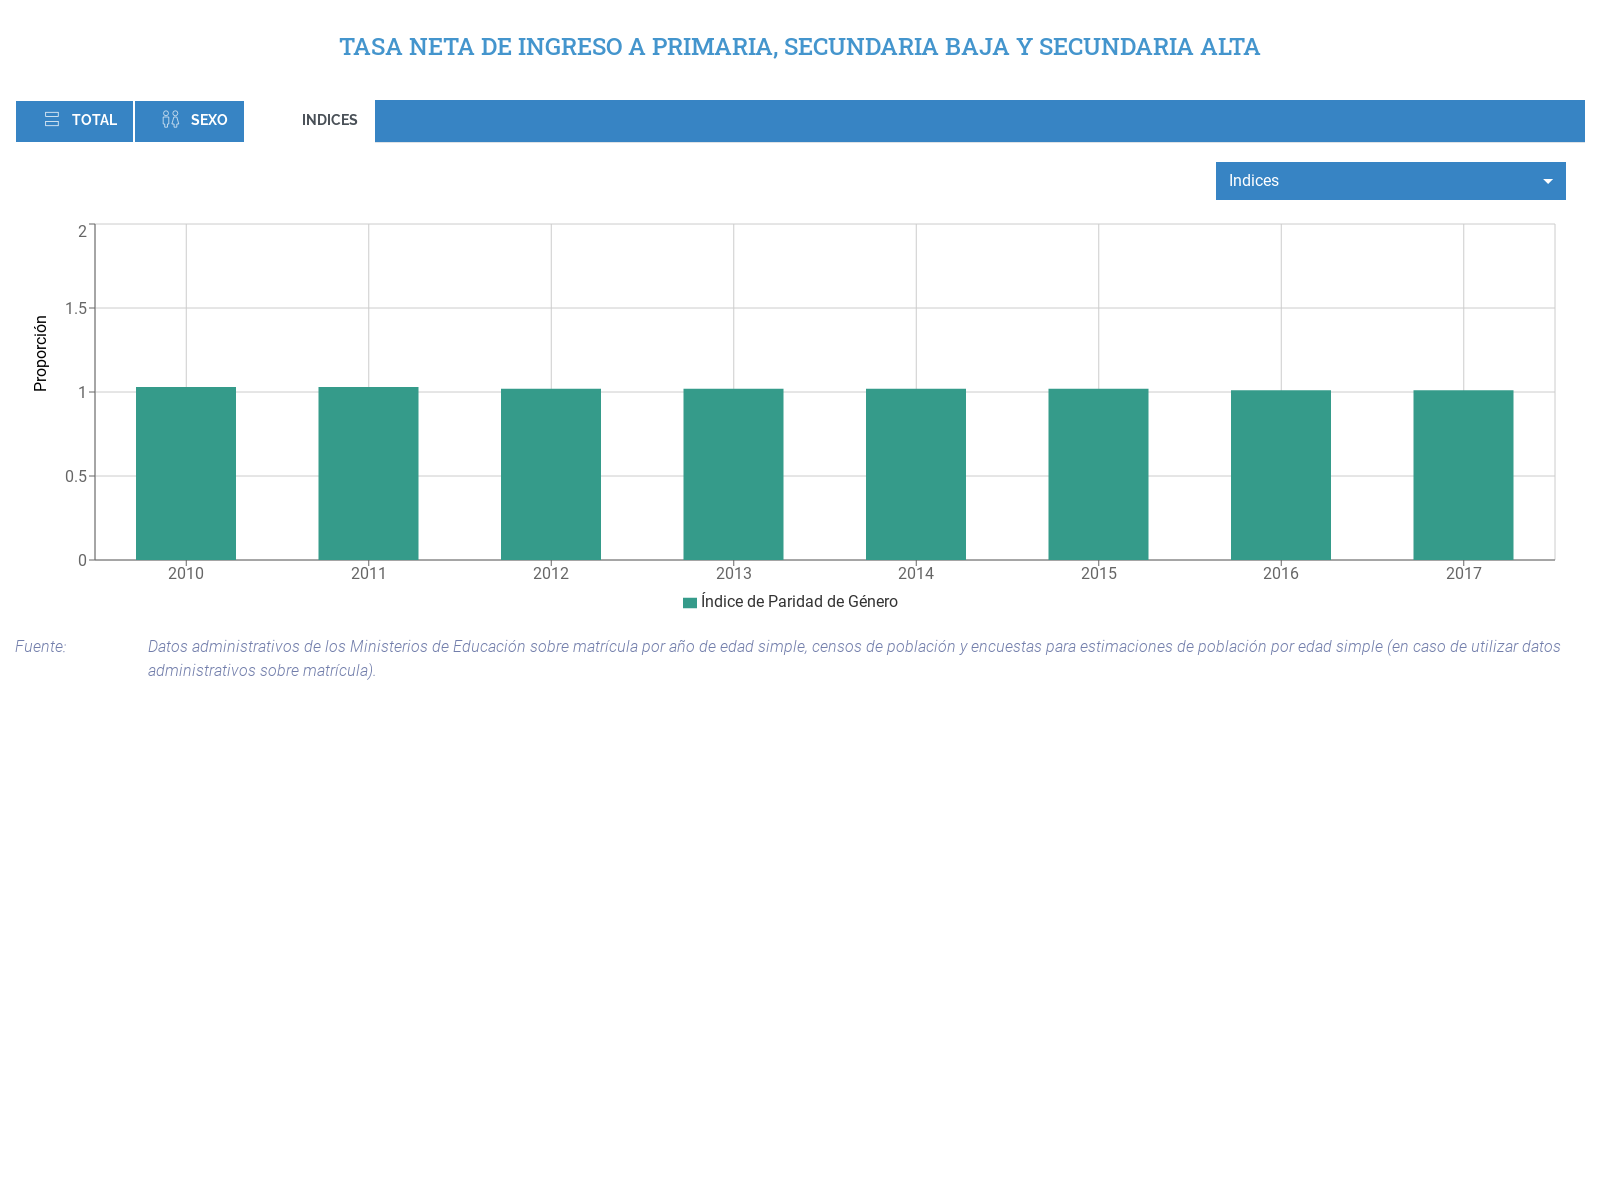 TASA NETA DE INGRESO A PRIMARIA, SECUNDARIA BAJA Y SECUNDARIA ALTA
TOTAL SEXO INDICES
Indices
2
1.5
1
0.5
0
Proporción
2010 2011 2012 2013 2014 2015 2016 2017
Índice de Paridad de Género
Fuente: Datos administrativos de los Ministerios de Educación sobre matrícula por año de edad simple, censos de población y encuestas para estimaciones de población por edad simple (en caso de utilizar datos
administrativos sobre matrícula).